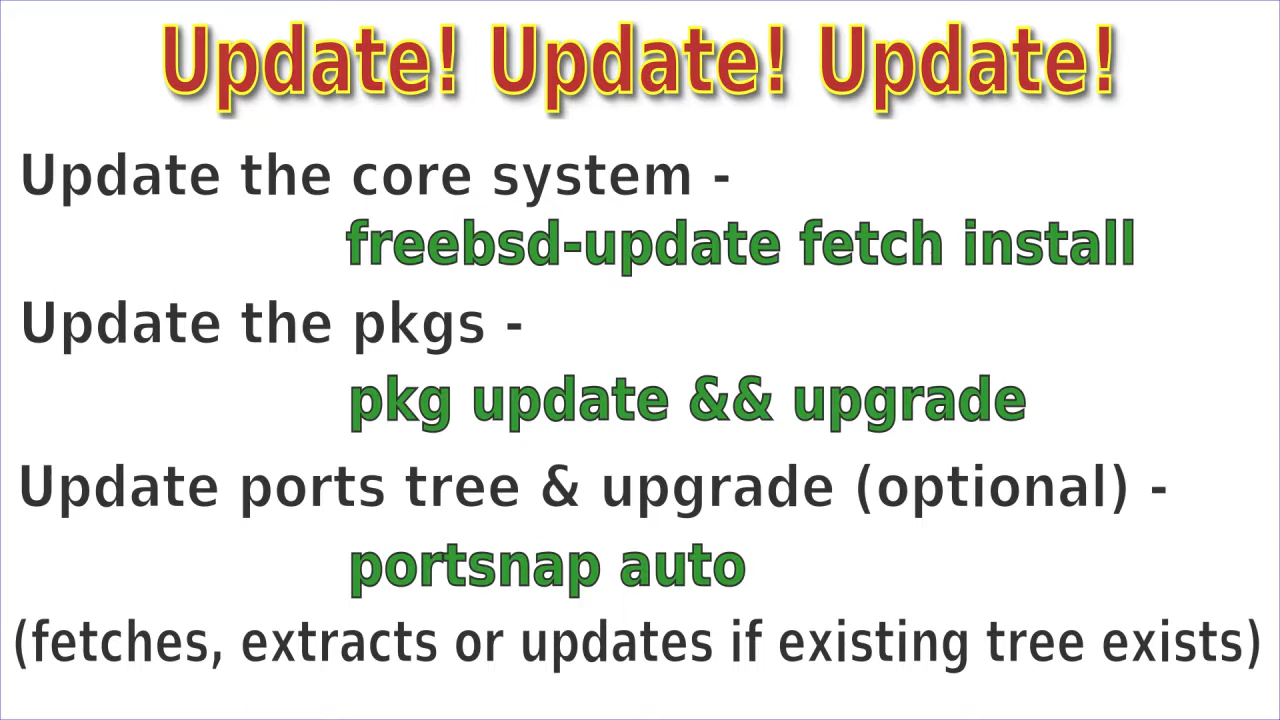 Update! Update! Update!
Update the core system -
freebsd-update fetch install
Update the pkgs -
pkg update && upgrade
Update ports tree & upgrade (optional) -
portsnap auto
(fetches, extracts or updates if existing tree exists)